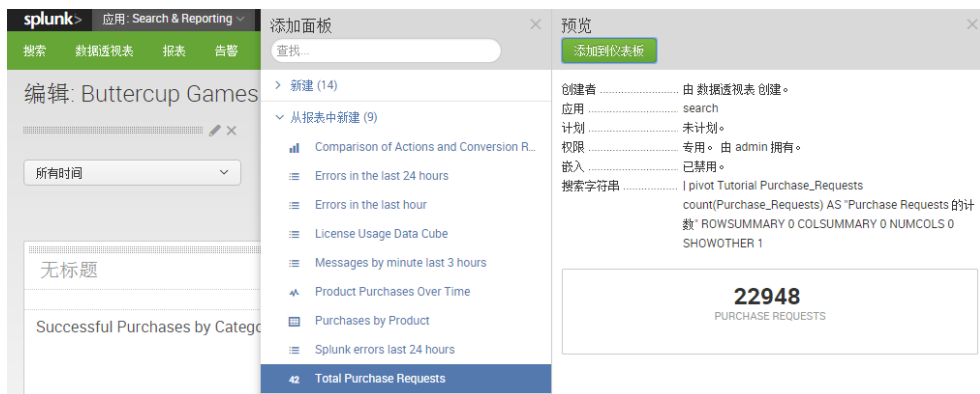 splunk> 应用: Search & Reporting
搜索 数据透视表 报表 告警
编辑: Buttercup Games
所有时间
无标题
Successful Purchases by Catego
添加面板
查找...
新建 (14)
从报表中新建 (9)
Comparison of Actions and Conversion R...
Errors in the last 24 hours
Errors in the last hour
License Usage Data Cube
Messages by minute last 3 hours
Product Purchases Over Time
Purchases by Product
Splunk errors last 24 hours
42 Total Purchase Requests
预览
添加到仪表板
创建者 ........................ 由 数据透视表 创建。
应用 ........................ search
计划 ........................ 未计划。
权限 ........................ 专用。 由 admin 拥有。
嵌入 ........................ 已禁用。
搜索字符串 ................ | pivot Tutorial Purchase_Requests
count(Purchase_Requests) AS "Purchase Requests 的计
数" ROWSUMMARY 0 COLSUMMARY 0 NUMCOLS 0
SHOWOTHER 1
22948
PURCHASE REQUESTS